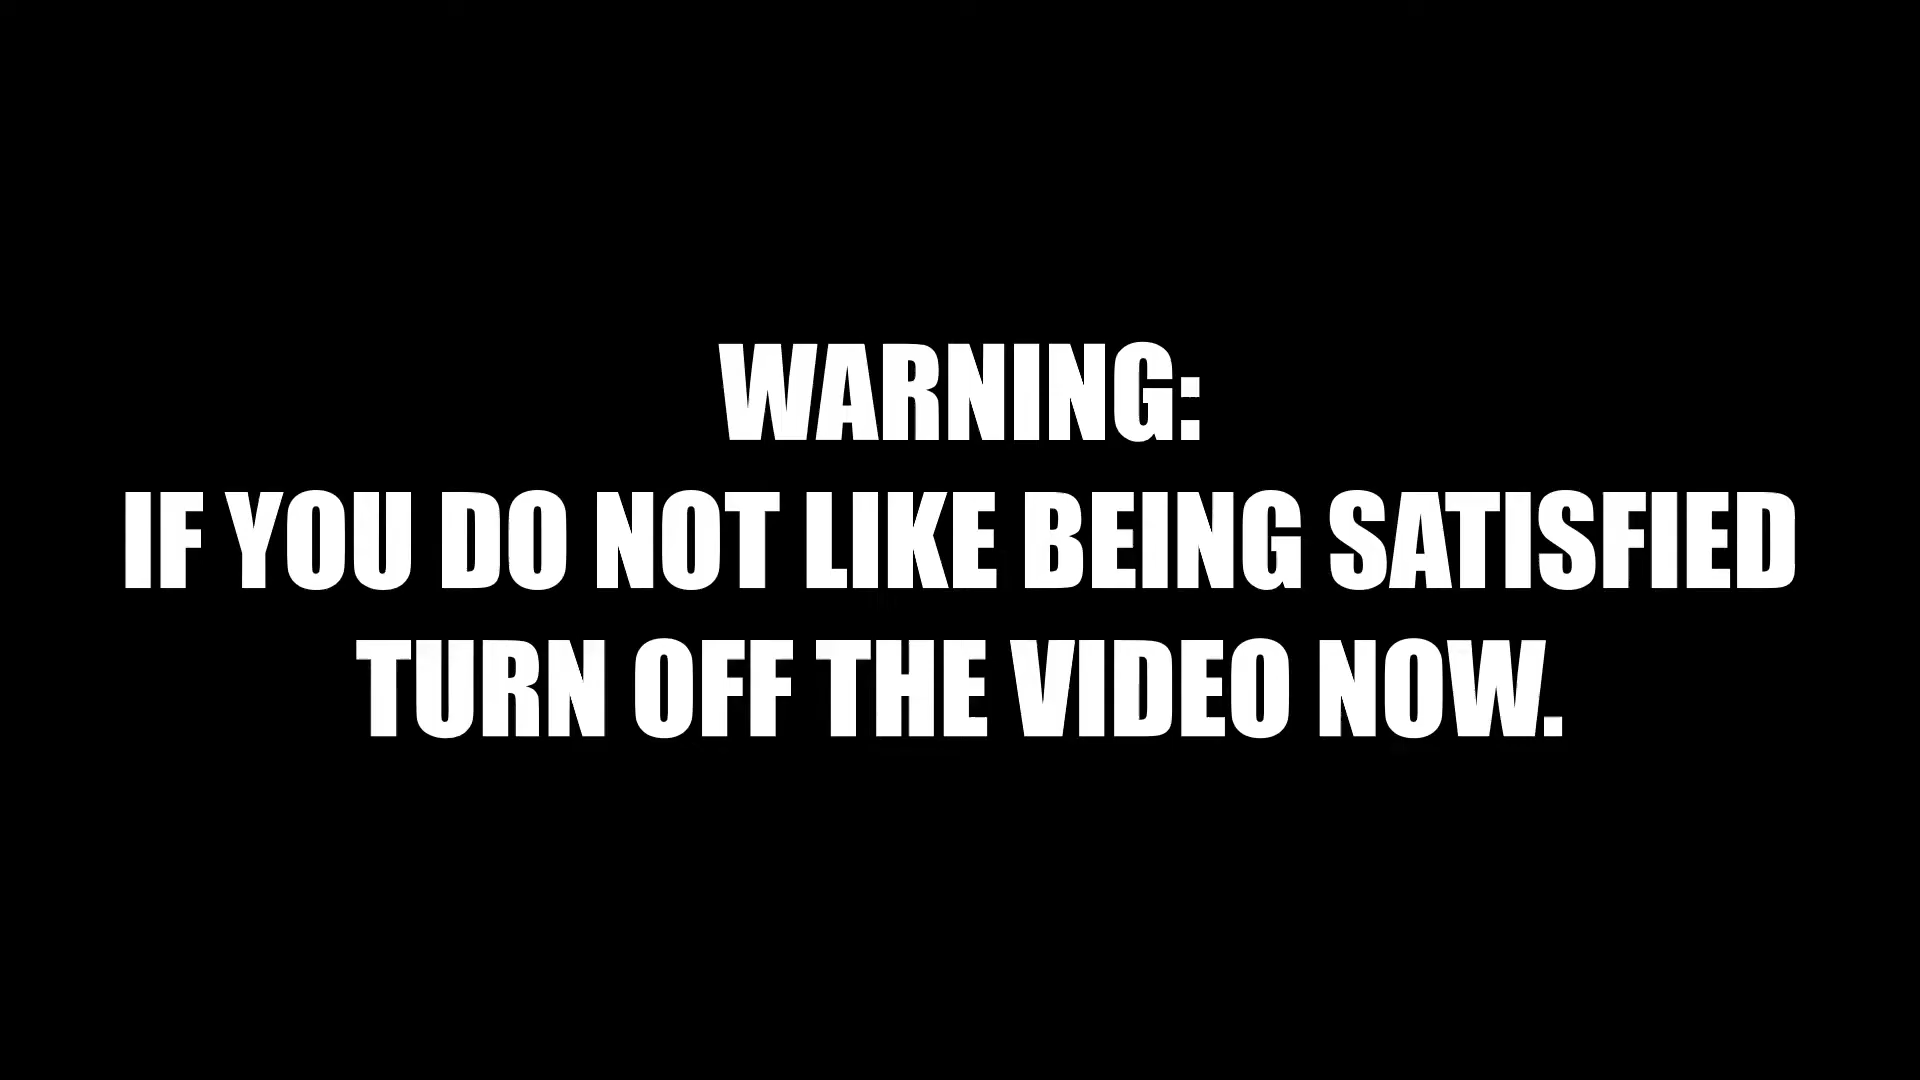 WARNING:
IF YOU DO NOT LIKE BEING SATISFIED
TURN OFF THE VIDEO NOW.